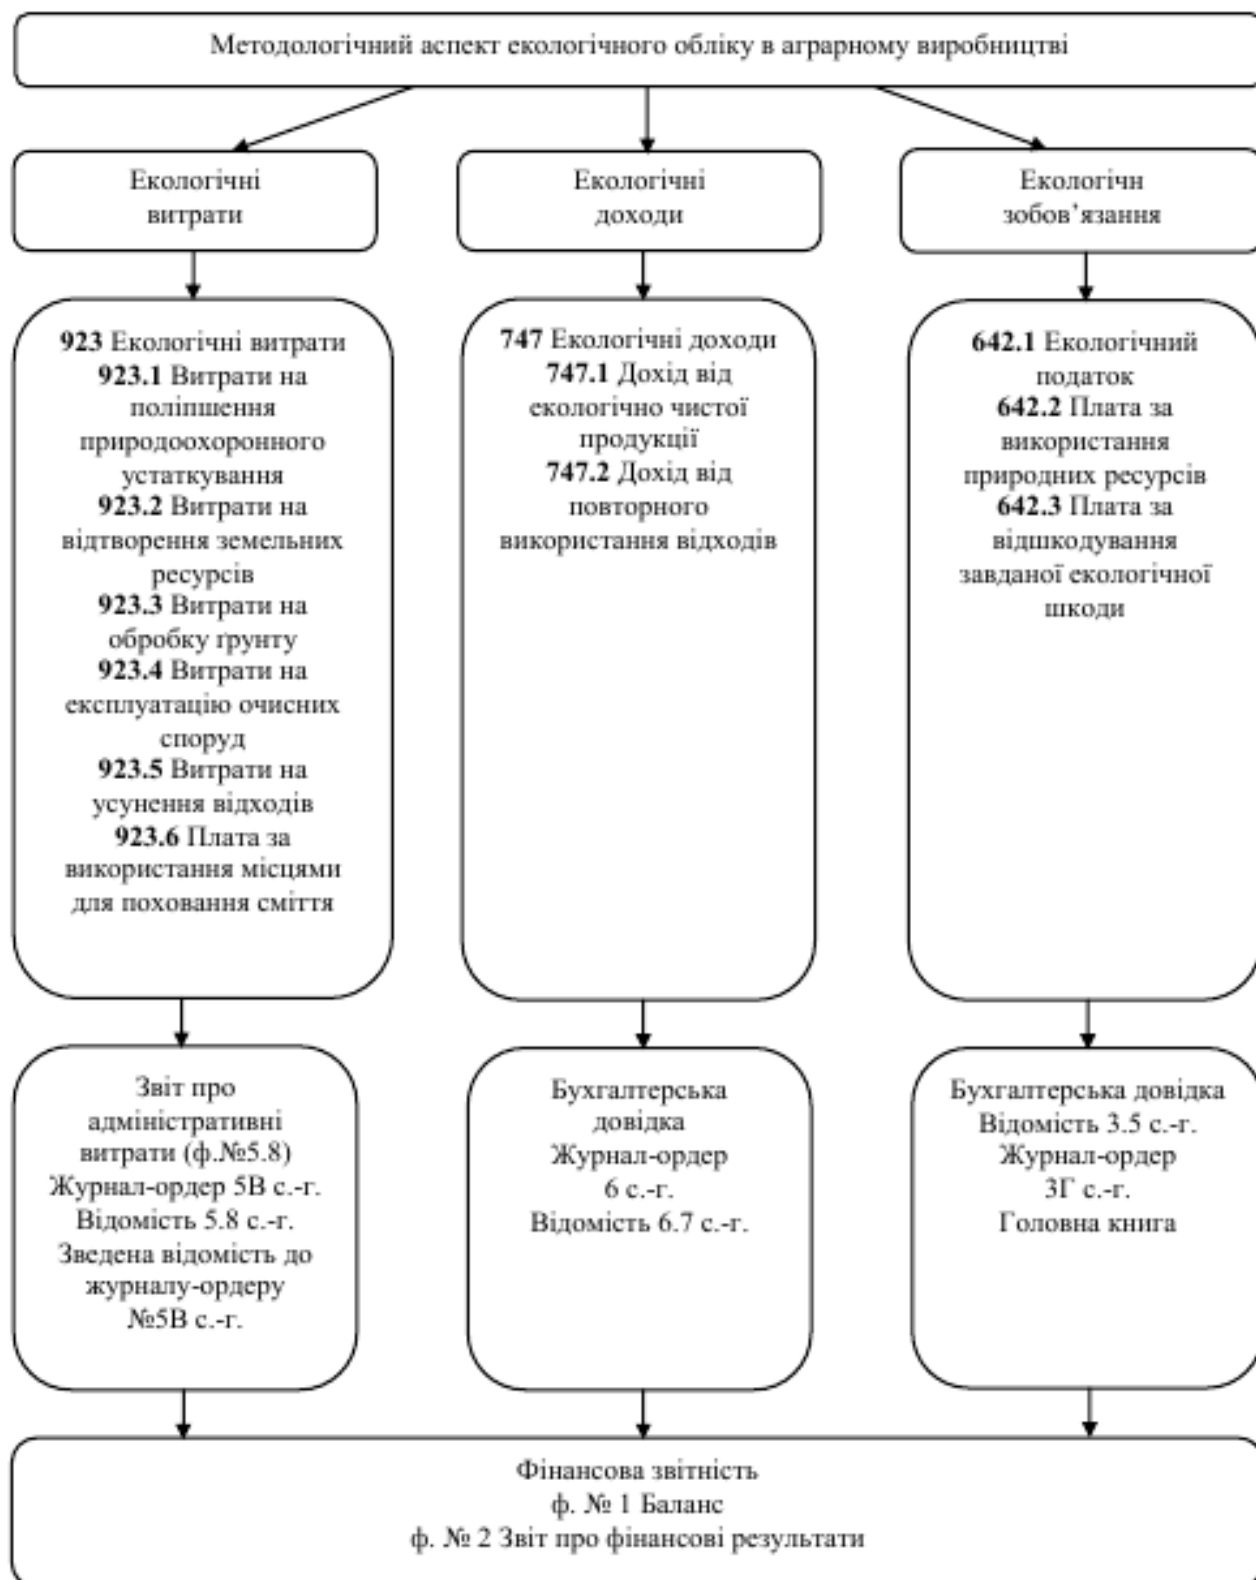 Методологічний аспект екологічного обліку в аграрному виробництві
Екологічні
витрати
Екологічні
доходи
Екологічн
зобов’язання
923 Екологічні витрати
923.1 Витрати на
поліпшення
природоохоронного
устаткування
923.2 Витрати на
відтворення земельних
ресурсів
923.3 Витрати на
обробку ґрунту
923.4 Витрати на
експлуатацію очисних
споруд
923.5 Витрати на
усунення відходів
923.6 Плата за
використання місцями
для поховання сміття
747 Екологічні доходи
747.1 Дохід від
екологічно чистої
продукції
747.2 Дохід від
повторного
використання відходів
642.1 Екологічний
податок
642.2 Плата за
використання
природних ресурсів
642.3 Плата за
відшкодування
завданої екологічної
шкоди
Звіт про
адміністративні
витрати (ф.№5.8)
Журнал-ордер 5В с.-г.
Відомість 5.8 с.-г.
Зведена відомість до
журналу-ордеру
№5В с.-г.
Бухгалтерська
довідка
Журнал-ордер
6 с.-г.
Відомість 6.7 с.-г.
Бухгалтерська довідка
Відомість 3.5 с.-г.
Журнал-ордер
3Г с.-г.
Головна книга
Фінансова звітність
ф. № 1 Баланс
ф. № 2 Звіт про фінансові результати